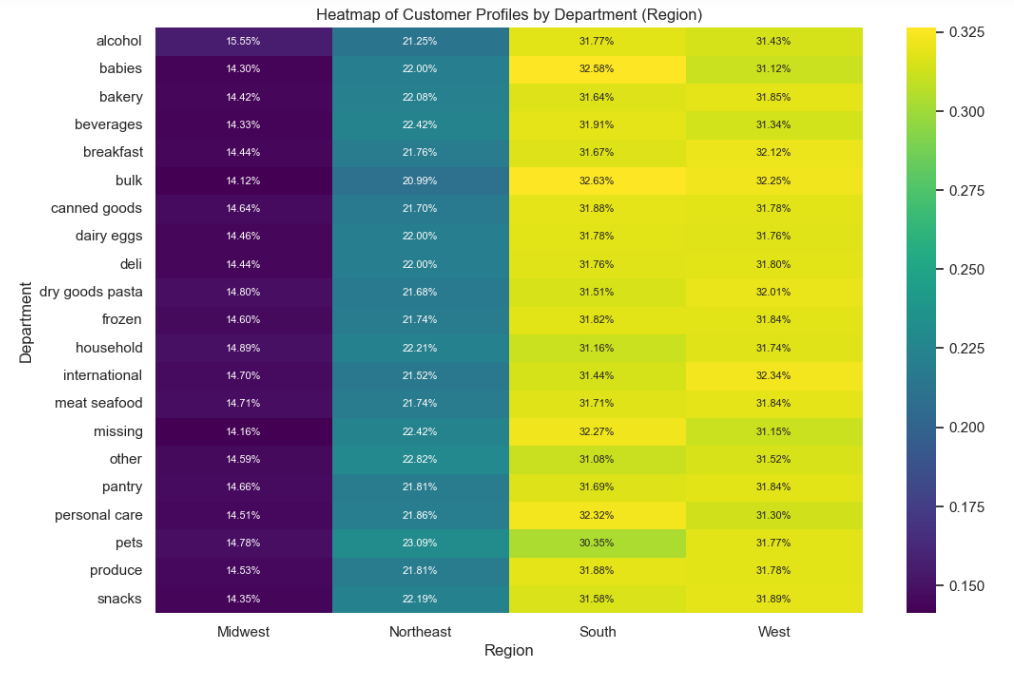 Heatmap of Customer Profiles by Department (Region)
alcohol 15.55% 21.25% 31.77% 31.43%
babies 14.30% 22.00% 32.58% 31.12%
bakery 14.42% 22.08% 31.64% 31.85%
beverages 14.33% 22.42% 31.91% 31.34%
breakfast 14.44% 21.76% 31.67% 32.12%
bulk 14.12% 20.99% 32.63% 32.25%
canned goods 14.64% 21.70% 31.88% 31.78%
dairy eggs 14.46% 22.00% 31.78% 31.76%
deli 14.44% 22.00% 31.76% 31.80%
dry goods pasta 14.80% 21.68% 31.51% 32.01%
frozen 14.60% 21.74% 31.82% 31.84%
household 14.89% 22.21% 31.16% 31.74%
international 14.70% 21.52% 31.44% 32.34%
meat seafood 14.71% 21.74% 31.71% 31.84%
missing 14.16% 22.42% 32.27% 31.15%
other 14.59% 22.82% 31.08% 31.52%
pantry 14.66% 21.81% 31.69% 31.84%
personal care 14.51% 21.86% 32.32% 31.30%
pets 14.78% 23.09% 30.35% 31.77%
produce 14.53% 21.81% 31.88% 31.78%
snacks 14.35% 22.19% 31.58% 31.89%
Department
Midwest Northeast South West
Region
0.325
0.300
0.275
0.250
0.225
0.200
0.175
0.150